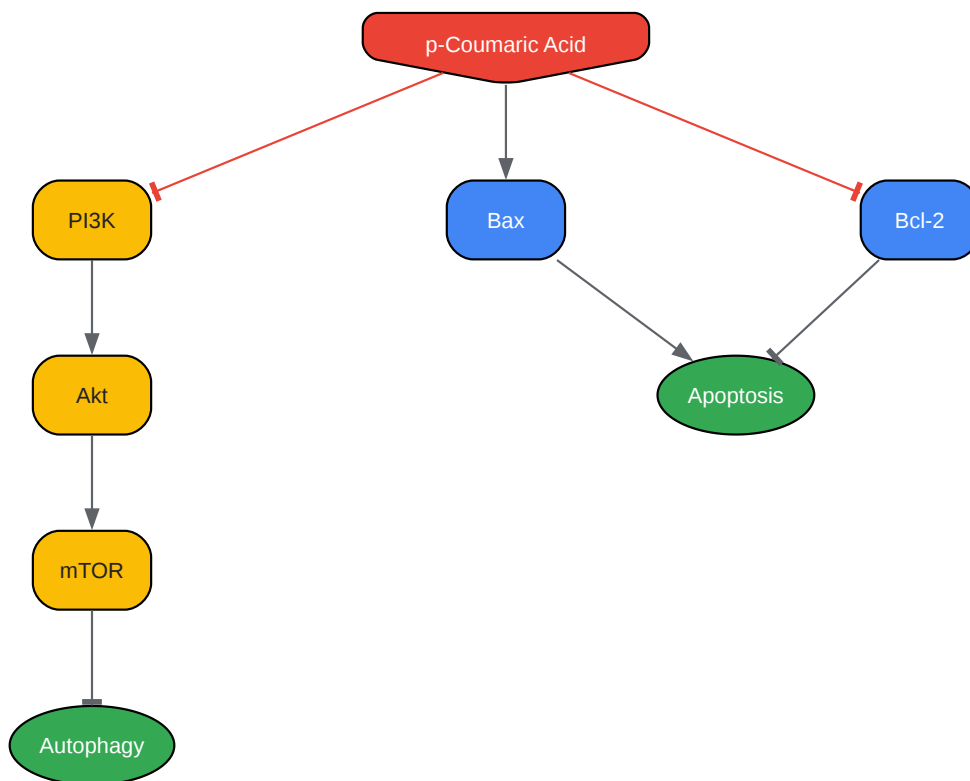 p-Coumaric Acid
PI3K
Bax
Bcl-2
Akt
Apoptosis
mTOR
Autophagy